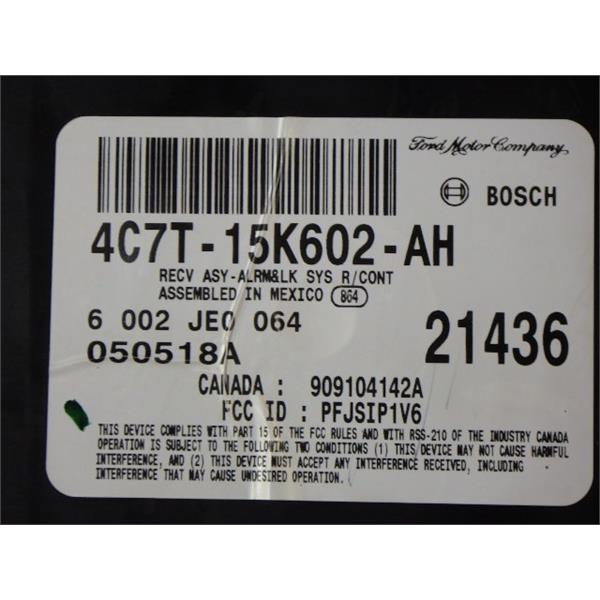 Ford Motor Company
BOSCH
4C7T-15K602-AH
RECV ASY-ALRM&LK SYS R/CONT
ASSEMBLED IN MEXICO 864
6 002 JE0 064
21436
050518A
CANADA : 909104142A
FCC ID : PFJSIP1V6
THIS DEVICE COMPLIES WITH PART 15 OF THE FCC RULES AND WITH RSS-210 OF THE INDUSTRY CANADA
OPERATION IS SUBJECT TO THE FOLLOWING TWO CONDITIONS (1) THIS DEVICE MAY NOT CAUSE HARMFUL
INTERFERENCE, AND (2) THIS DEVICE MUST ACCEPT ANY INTERFERENCE RECEIVED, INCLUDING
INTERFERENCE THAT MAY CAUSE UNDESIRED OPERATION.